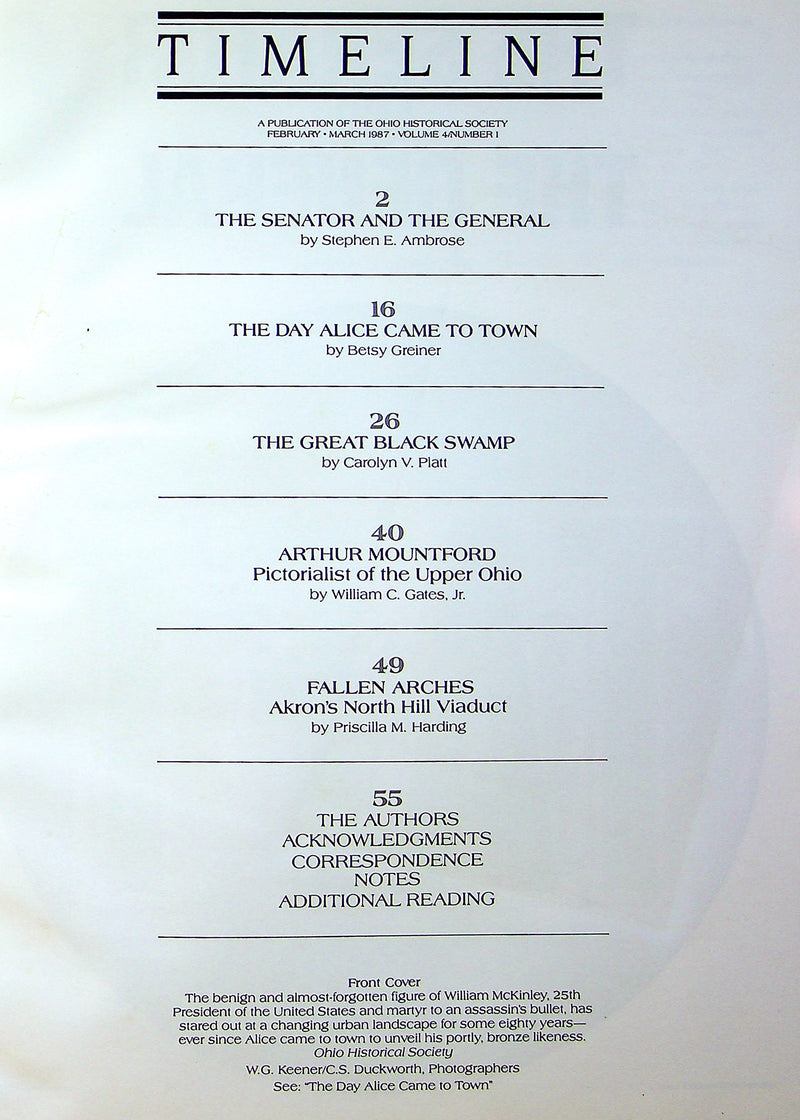 TIMELINE
A PUBLICATION OF THE OHIO HISTORICAL SOCIETY
FEBRUARY • MARCH 1987 • VOLUME 4/NUMBER 1
2
THE SENATOR AND THE GENERAL
by Stephen E. Ambrose
16
THE DAY ALICE CAME TO TOWN
by Betsy Greiner
26
THE GREAT BLACK SWAMP
by Carolyn V. Platt
40
ARTHUR MOUNTFORD
Pictorialist of the Upper Ohio
by William C. Gates, Jr.
49
FALLEN ARCHES
Akron's North Hill Viaduct
by Priscilla M. Harding
55
THE AUTHORS
ACKNOWLEDGMENTS
CORRESPONDENCE
NOTES
ADDITIONAL READING
Front Cover
The benign and almost-forgotten figure of William McKinley, 25th
President of the United States and martyr to an assassin's bullet, has
stared out at a changing urban landscape for some eighty years—
ever since Alice came to town to unveil his portly, bronze likeness.
Ohio Historical Society
W.G. Keener/C.S. Duckworth, Photographers
See: "The Day Alice Came to Town"